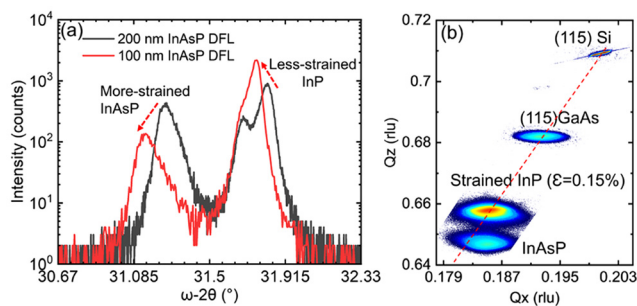 (a)
200 nm InAsP DFL
100 nm InAsP DFL
More-strained
InAsP
Less-strained
InP
Intensity (counts)
10⁴
10³
10²
10¹
10⁰
30.67 31.085 31.5 31.915 32.33
ω-2θ (°)
(b)
(115) Si
(115)GaAs
Strained InP (Ɛ=0.15%)
InAsP
Qz (rlu)
0.72
0.7
0.68
0.66
0.64
0.179 0.187 0.195 0.203
Qx (rlu)